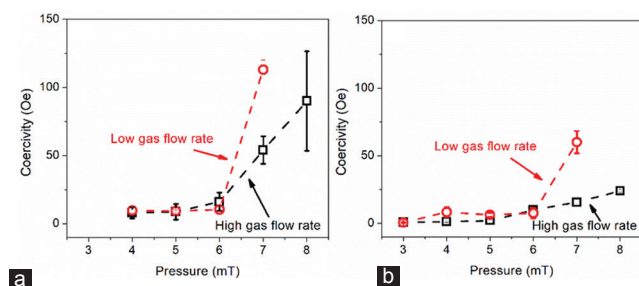 150
100
50
0
Coercivity (Oe)
Low gas flow rate
High gas flow rate
3 4 5 6 7 8
Pressure (mT)
a
150
100
50
0
Coercivity (Oe)
Low gas flow rate
High gas flow rate
3 4 5 6 7 8
Pressure (mT)
b